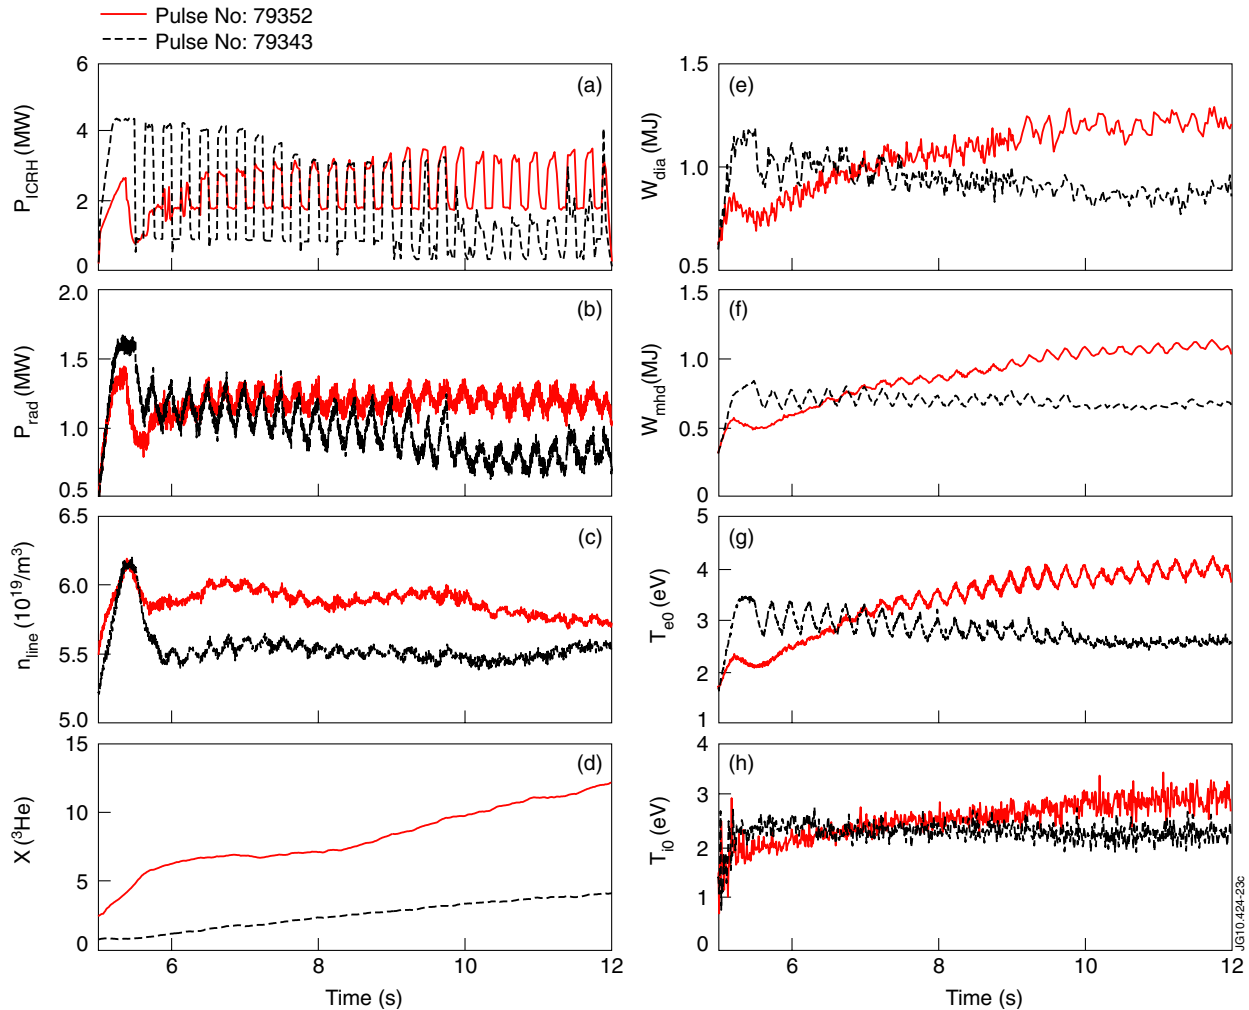 Pulse No: 79352
Pulse No: 79343
(a)
P_ICRH (MW)
6
4
2
0
(b)
P_rad (MW)
2.0
1.5
1.0
0.5
(c)
n_line (10^19/m^3)
6.5
6.0
5.5
5.0
(d)
X (^3He)
15
10
5
0
6
8
10
12
Time (s)
(e)
W_dia (MJ)
1.5
1.0
0.5
(f)
W_mhd (MJ)
1.5
1.0
0.5
0
(g)
T_e0 (eV)
5
4
3
2
1
(h)
T_i0 (eV)
4
3
2
1
0
6
8
10
12
Time (s)
JG10.424-23c